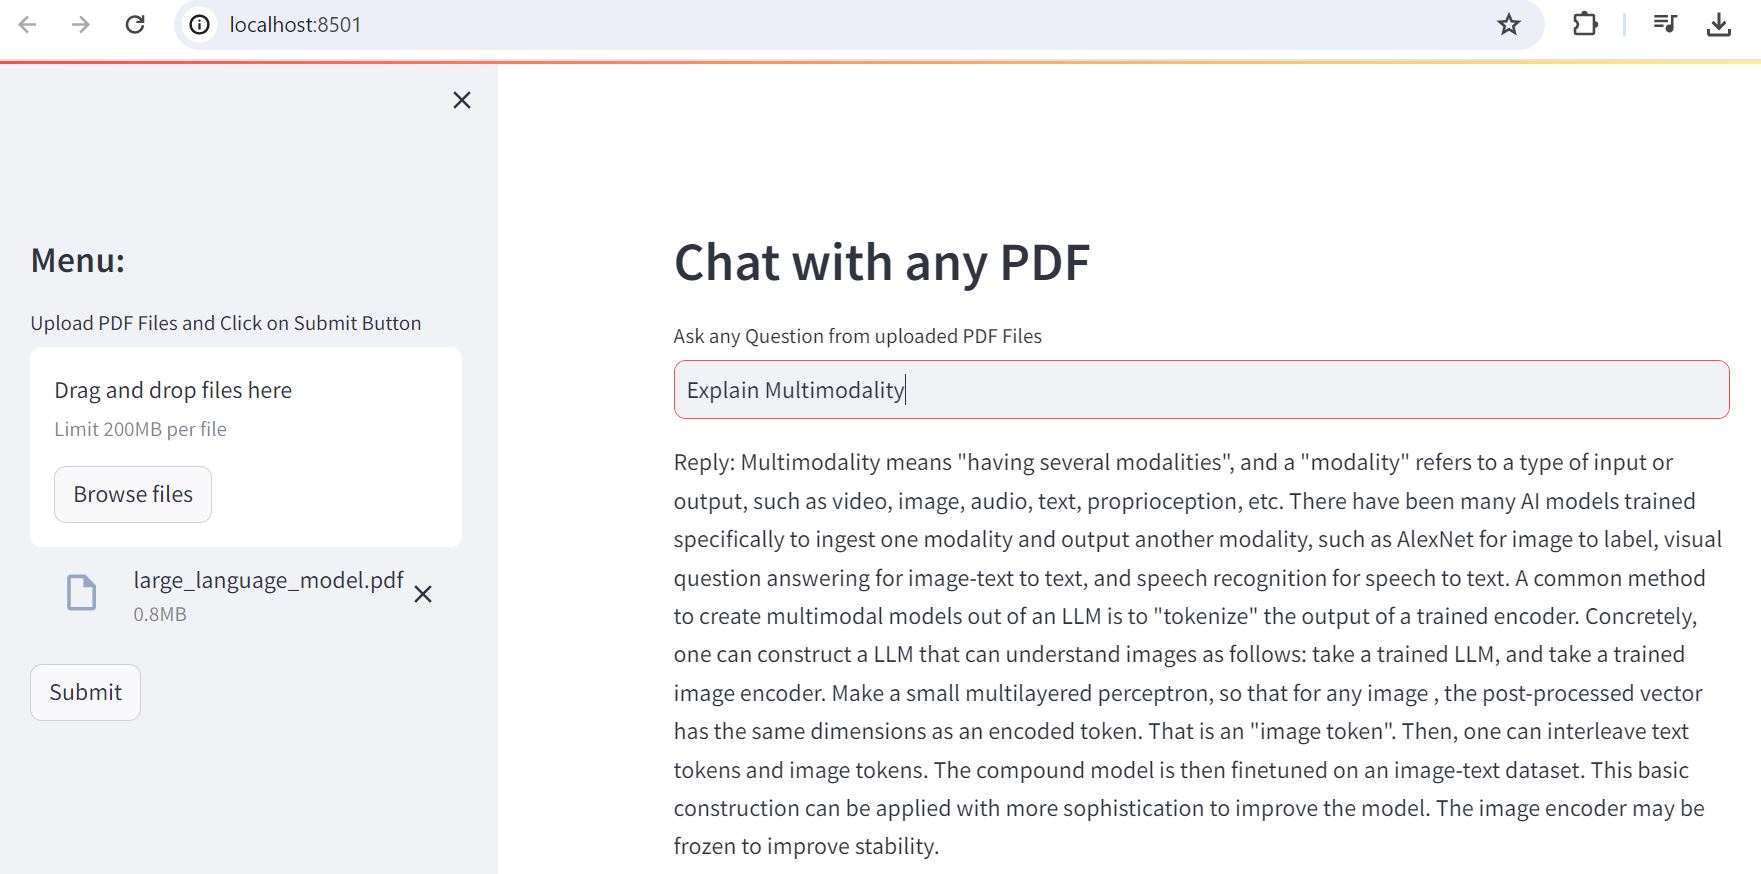 localhost:8501
Menu:
Upload PDF Files and Click on Submit Button
Drag and drop files here
Limit 200MB per file
Browse files
large_language_model.pdf
0.8MB
Submit
Chat with any PDF
Ask any Question from uploaded PDF Files
Explain Multimodality
Reply: Multimodality means "having several modalities", and a "modality" refers to a type of input or
output, such as video, image, audio, text, proprioception, etc. There have been many AI models trained
specifically to ingest one modality and output another modality, such as AlexNet for image to label, visual
question answering for image-text to text, and speech recognition for speech to text. A common method
to create multimodal models out of an LLM is to "tokenize" the output of a trained encoder. Concretely,
one can construct a LLM that can understand images as follows: take a trained LLM, and take a trained
image encoder. Make a small multilayered perceptron, so that for any image , the post-processed vector
has the same dimensions as an encoded token. That is an "image token". Then, one can interleave text
tokens and image tokens. The compound model is then finetuned on an image-text dataset. This basic
construction can be applied with more sophistication to improve the model. The image encoder may be
frozen to improve stability.